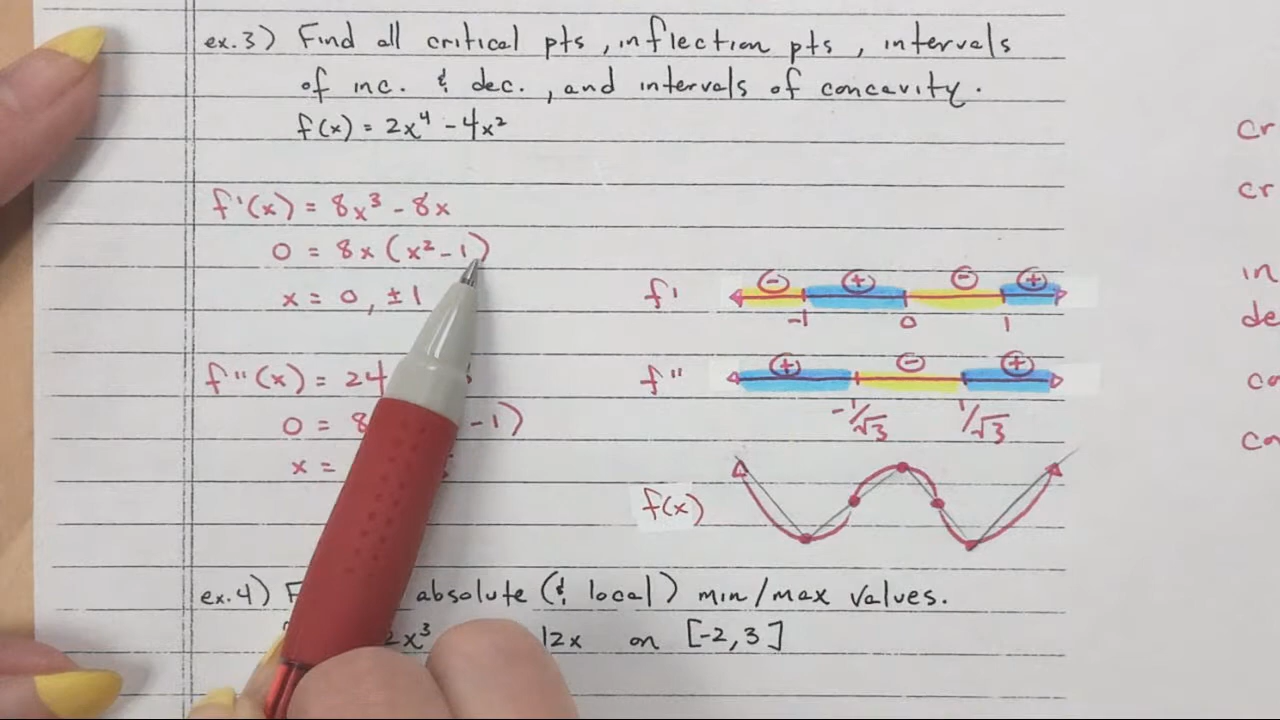 ex.3) Find all critical pts, inflection pts, intervals
of inc. & dec., and intervals of concavity.
f(x) = 2x⁴ - 4x²
f'(x) = 8x³ - 8x
0 = 8x(x² - 1)
x = 0, ±1
f''(x) = 24
0 = 8 - 1)
x =
f' - + - +
-1 0 1
f'' + - +
-1/√3 1/√3
f(x)
ex.4) absolute (& local) min/max values.
2x³ 12x on [-2, 3]
cr
cr
in
de
co
co